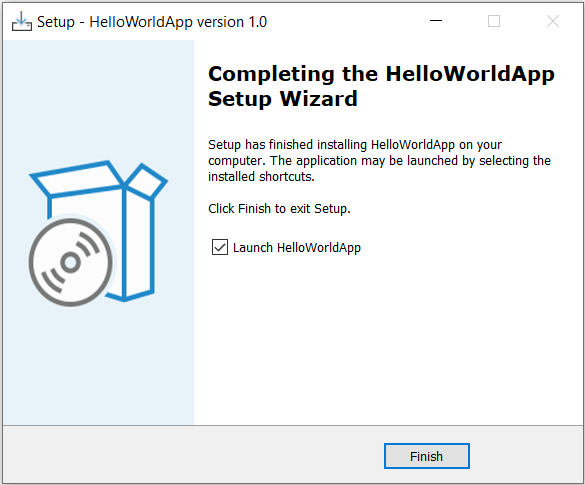 Setup - HelloWorldApp version 1.0
Completing the HelloWorldApp
Setup Wizard
Setup has finished installing HelloWorldApp on your
computer. The application may be launched by selecting the
installed shortcuts.
Click Finish to exit Setup.
Launch HelloWorldApp
Finish